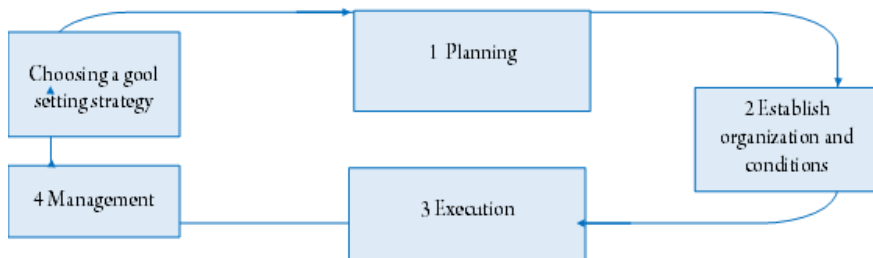 Choosing a gool
setting strategy
1 Planning
2 Establish
organization and
conditions
3 Execution
4 Management